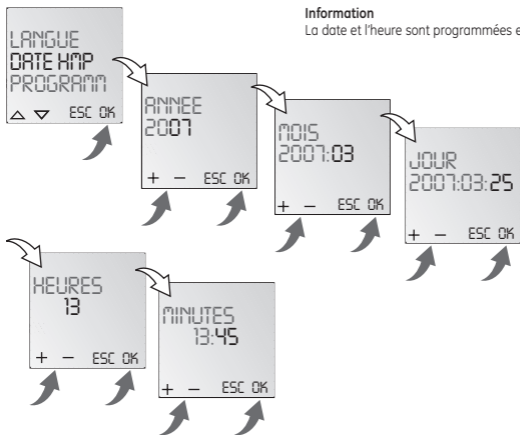 Information
La date et l'heure sont programmées e
LANGUE
DATE HMP
PROGRAMM
△ ▽ ESC OK
ANNEE
2007
+ − ESC OK
MOIS
2007:03
+ − ESC OK
JOUR
2007:03:25
+ − ESC OK
HEURES
13
+ − ESC OK
MINUTES
13:45
+ − ESC OK